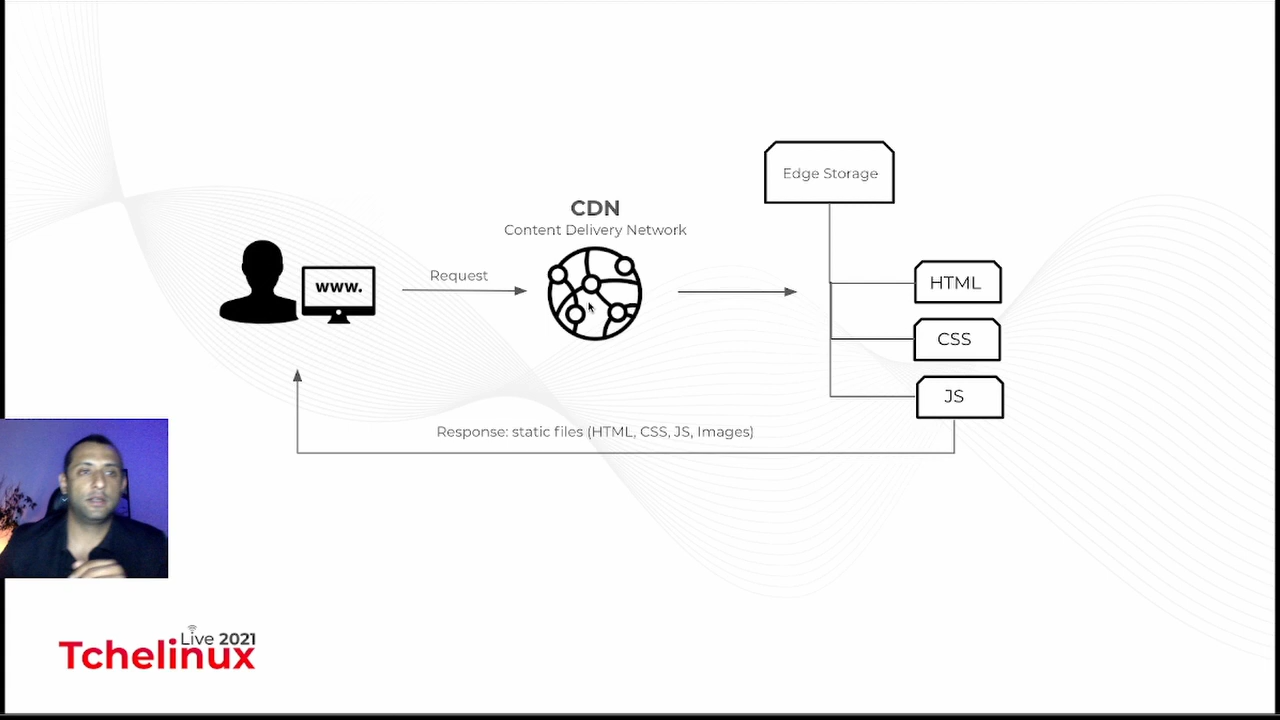 Edge Storage
CDN
Content Delivery Network
Request
www.
HTML
CSS
JS
Response: static files (HTML, CSS, JS, Images)
Live 2021
Tchelinux